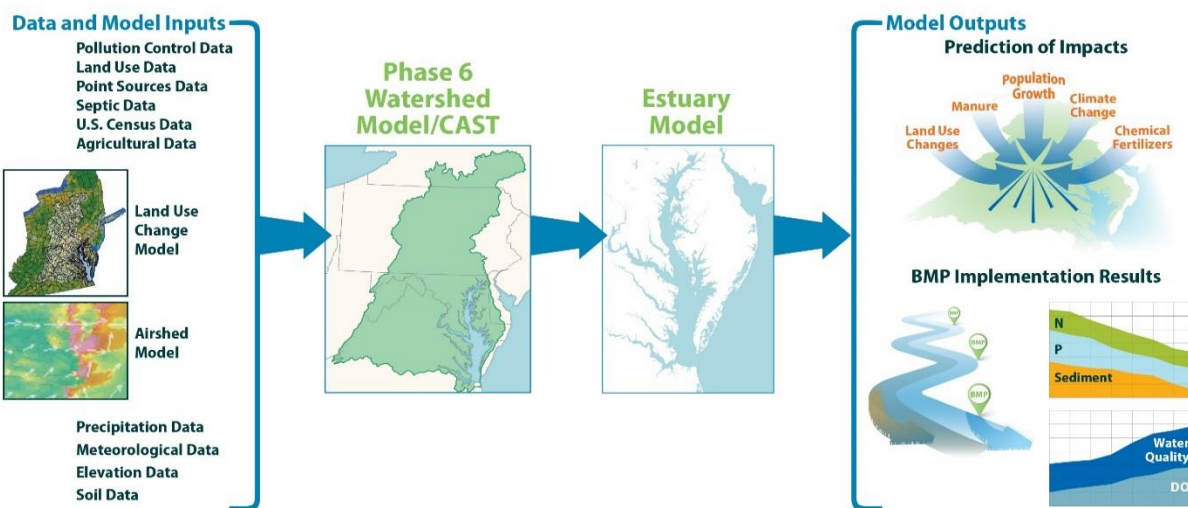 Data and Model Inputs
Pollution Control Data
Land Use Data
Point Sources Data
Septic Data
U.S. Census Data
Agricultural Data
Land Use
Change
Model
Airshed
Model
Precipitation Data
Meteorological Data
Elevation Data
Soil Data
Phase 6
Watershed
Model/CAST
Estuary
Model
Model Outputs
Prediction of Impacts
Population
Growth
Manure
Climate
Change
Land Use
Changes
Chemical
Fertilizers
BMP Implementation Results
BMP
BMP
BMP
N
P
Sediment
Water
Quality
DO